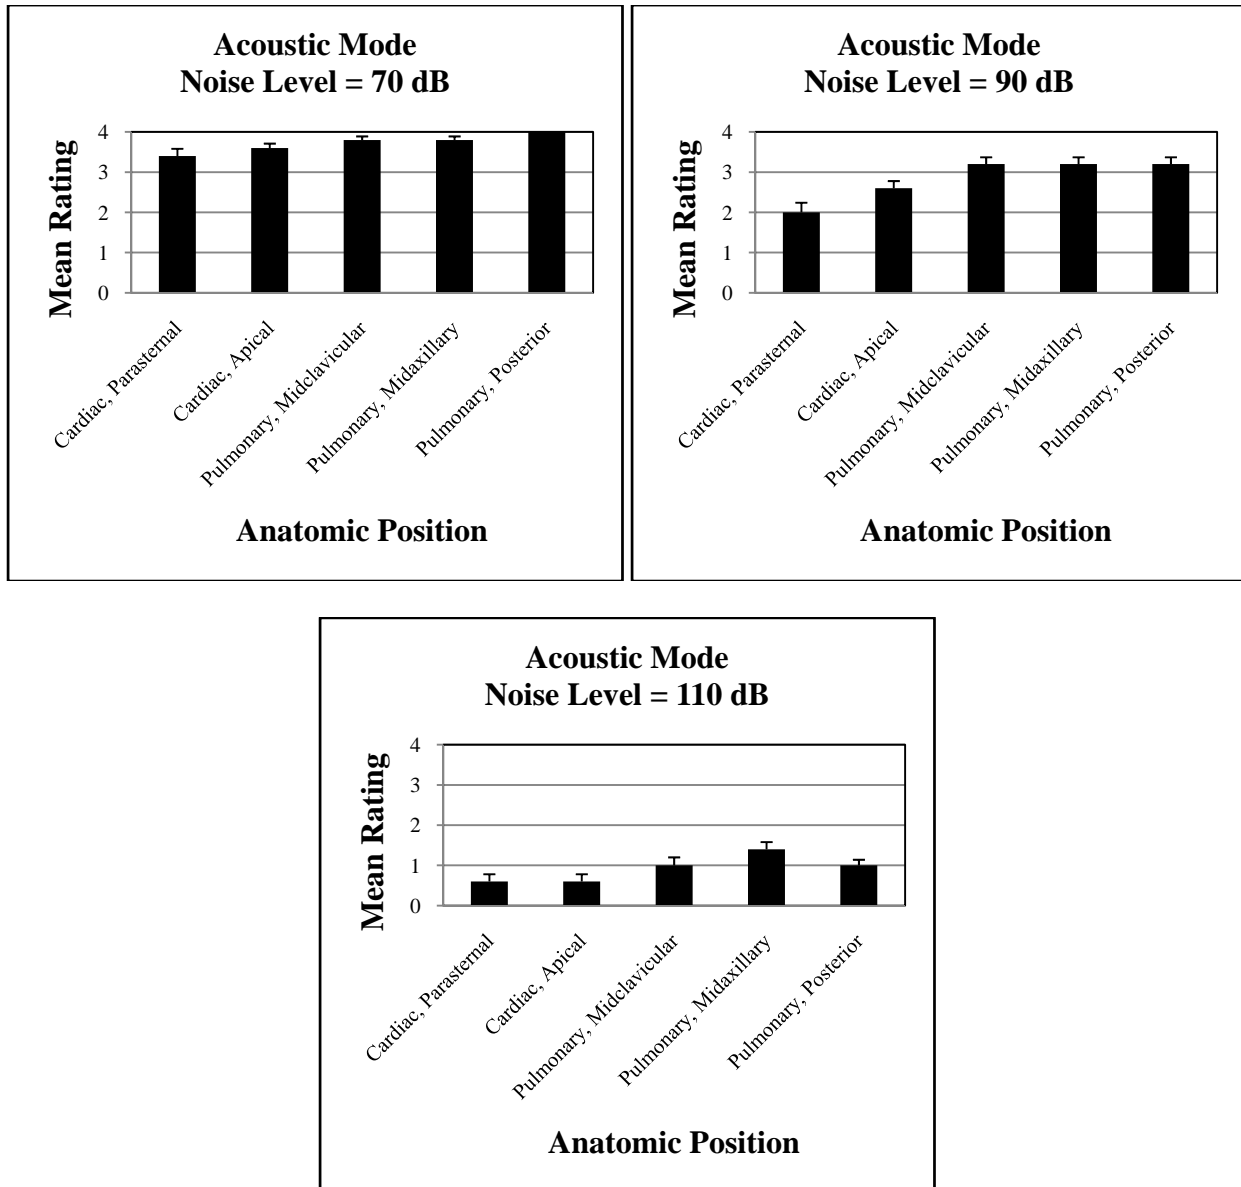 Acoustic Mode
Noise Level = 70 dB
Mean Rating
4
3
2
1
0
Cardiac, Parasternal
Cardiac, Apical
Pulmonary, Midclavicular
Pulmonary, Midaxillary
Pulmonary, Posterior
Anatomic Position
Acoustic Mode
Noise Level = 90 dB
Mean Rating
4
3
2
1
0
Cardiac, Parasternal
Cardiac, Apical
Pulmonary, Midclavicular
Pulmonary, Midaxillary
Pulmonary, Posterior
Anatomic Position
Acoustic Mode
Noise Level = 110 dB
Mean Rating
4
3
2
1
0
Cardiac, Parasternal
Cardiac, Apical
Pulmonary, Midclavicular
Pulmonary, Midaxillary
Pulmonary, Posterior
Anatomic Position